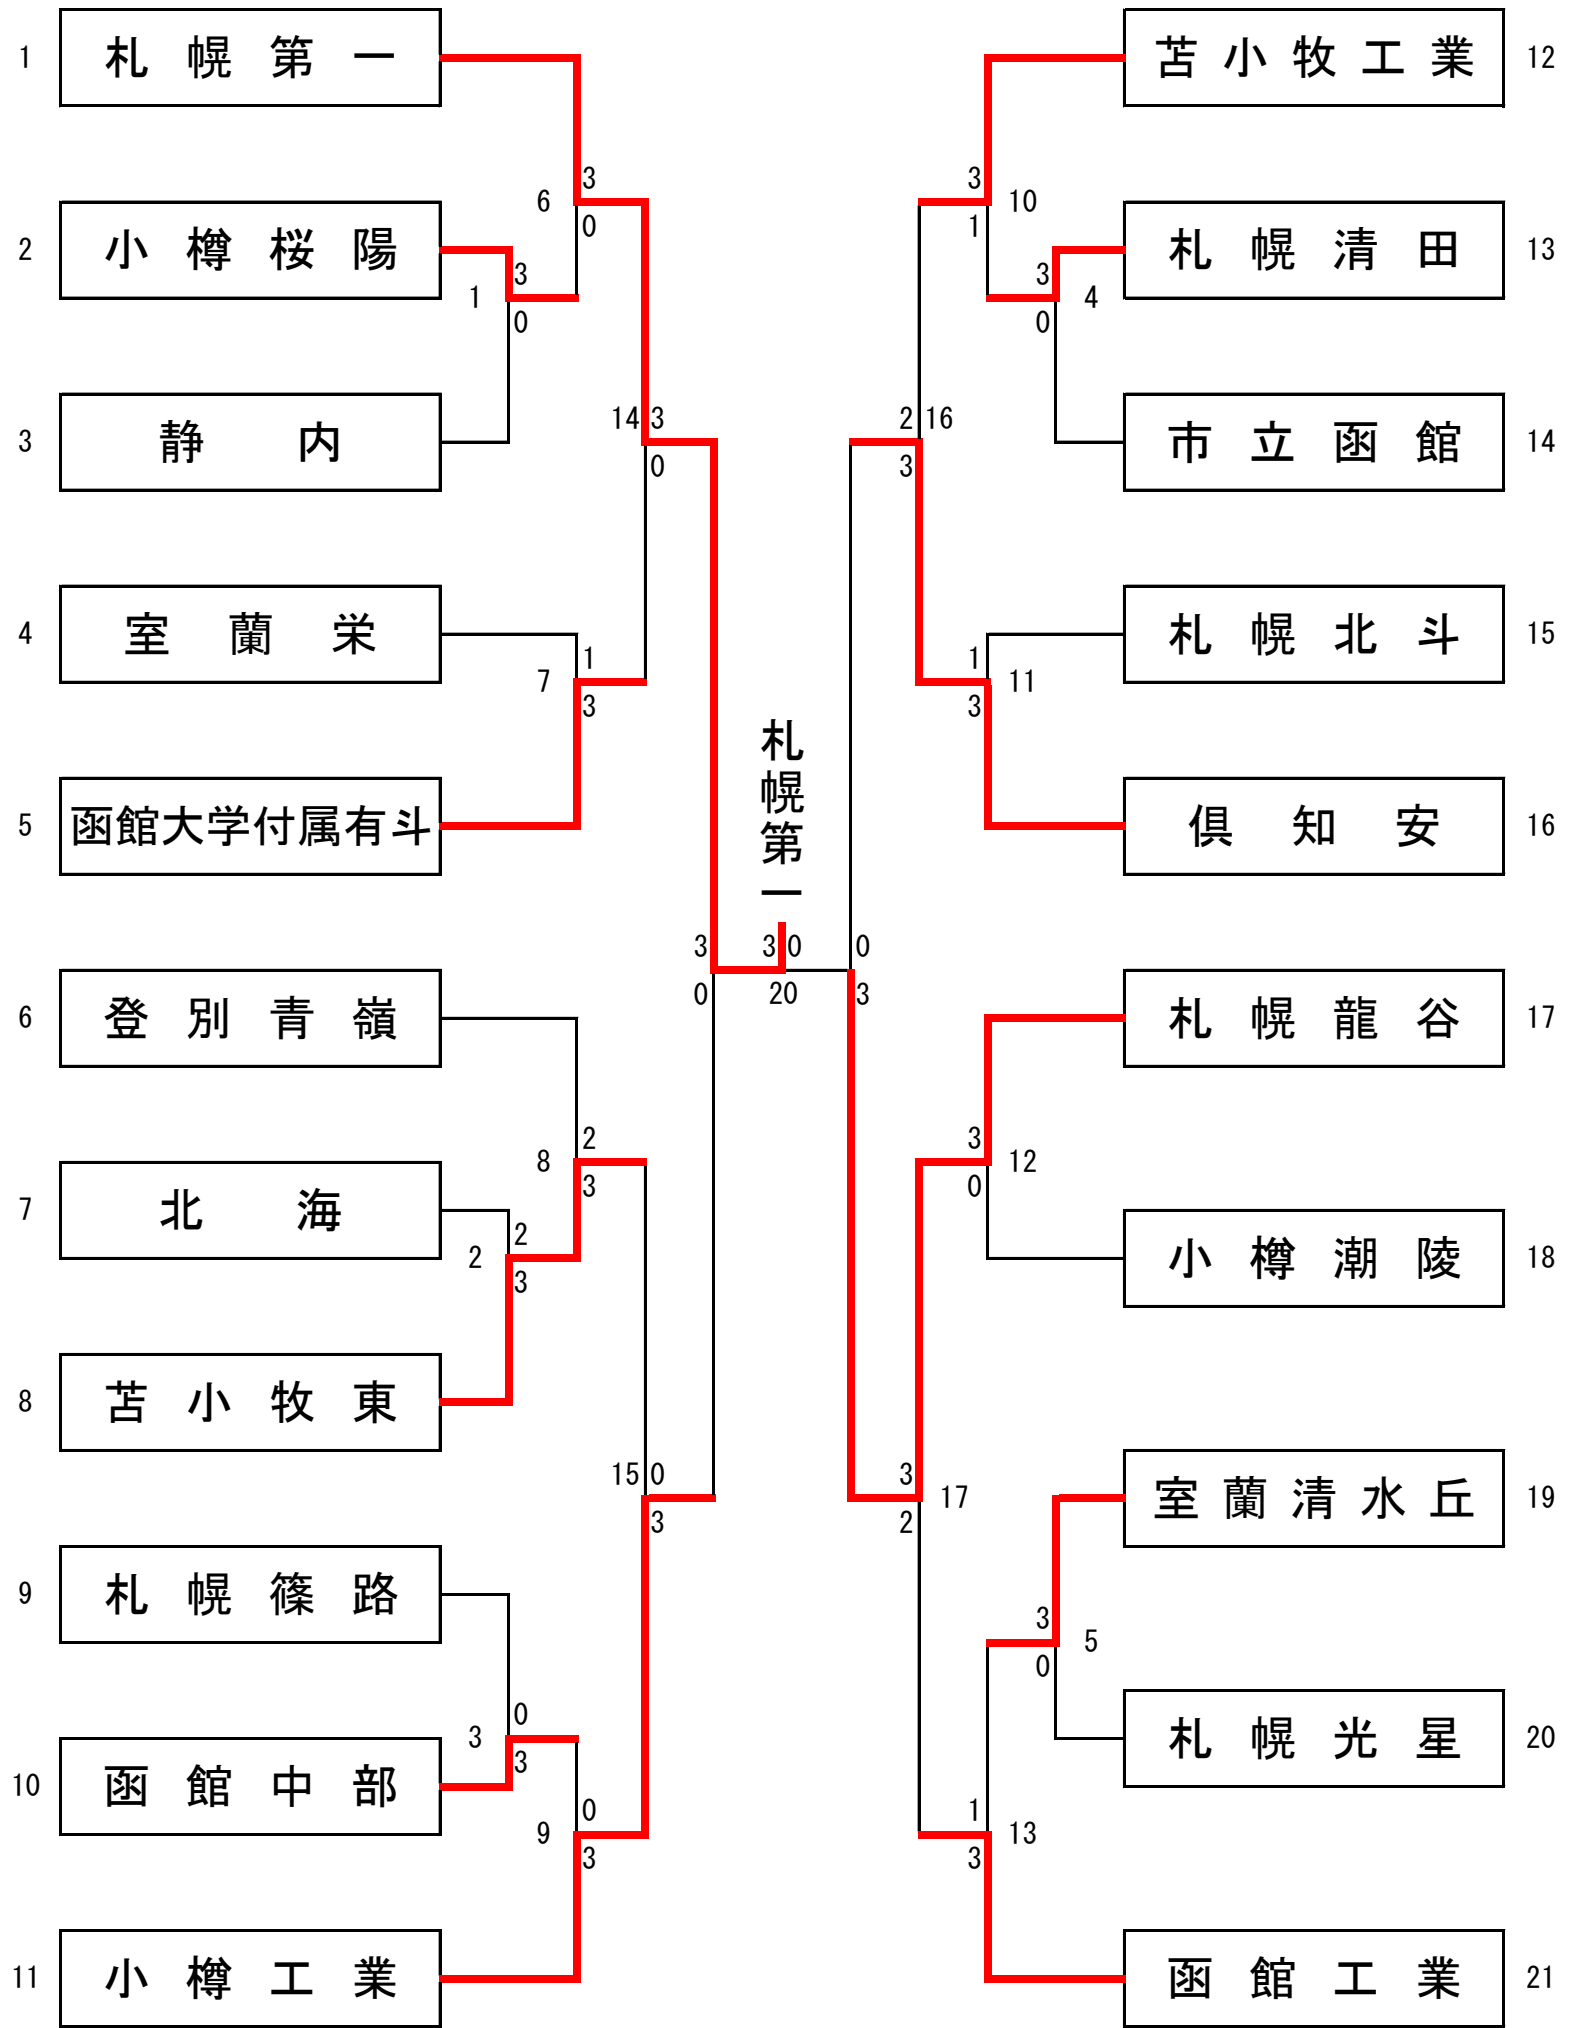 1 札幌第一
2 小樽桜陽
3 静内
4 室蘭栄
5 函館大学付属有斗
6 登別青嶺
7 北海
8 苫小牧東
9 札幌篠路
10 函館中部
11 小樽工業
3
6
0
3
1
0
14 3
0
1
7
3
2
8
3
2
2
3
15 0
3
0
3
3
0
9
3
3
0
札幌第一
3 0
20
0
3
2 16
3
3
10
1
3
4
0
1
11
3
3
12
0
3
17
2
3
5
0
1
13
3
苫小牧工業 12
札幌清田 13
市立函館 14
札幌北斗 15
倶知安 16
札幌龍谷 17
小樽潮陵 18
室蘭清水丘 19
札幌光星 20
函館工業 21